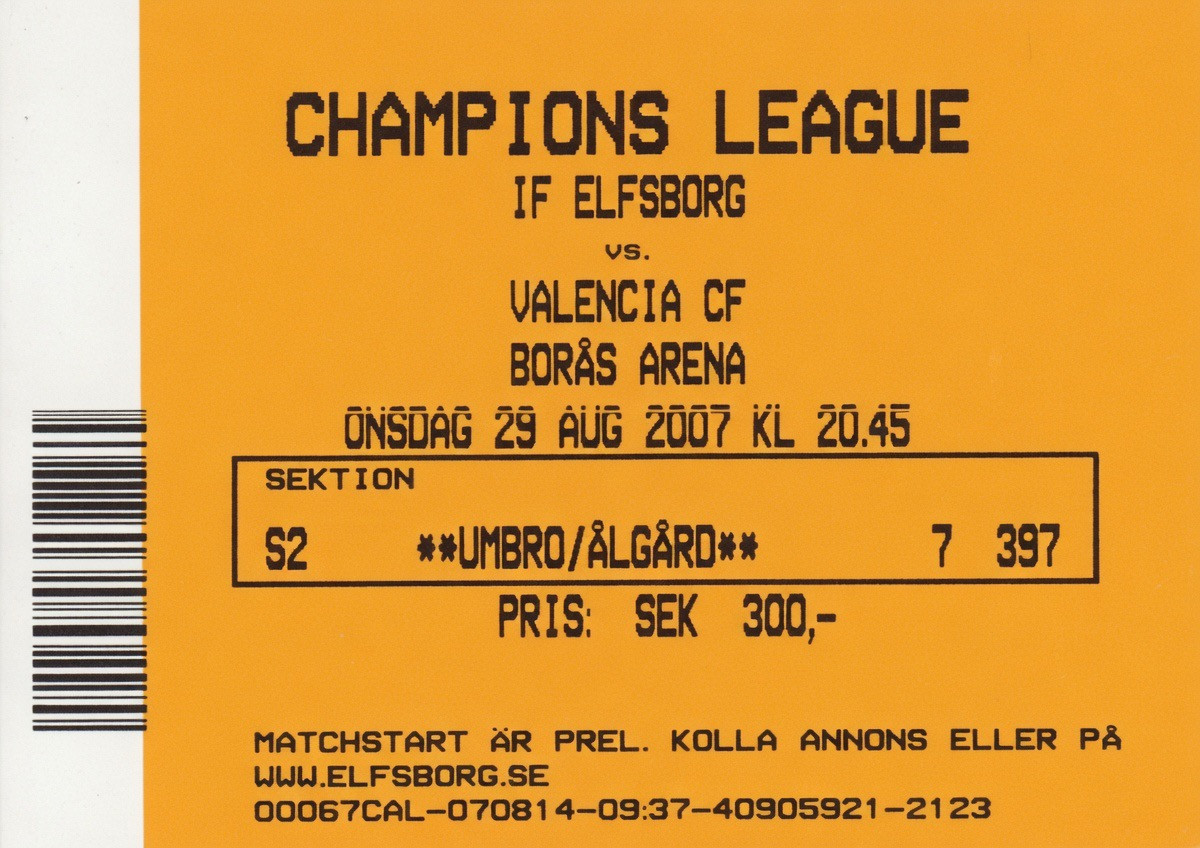 CHAMPIONS LEAGUE
IF ELFSBORG
vs.
VALENCIA CF
BORÅS ARENA
ONSDAG 29 AUG 2007 KL 20.45
SEKTION
S2 **UMBRO/ÅLGÅRD** 7 397
PRIS: SEK 300,-
MATCHSTART ÄR PREL. KOLLA ANNONS ELLER PÅ
WWW.ELFSBORG.SE
00067CAL-070814-09:37-40905921-2123